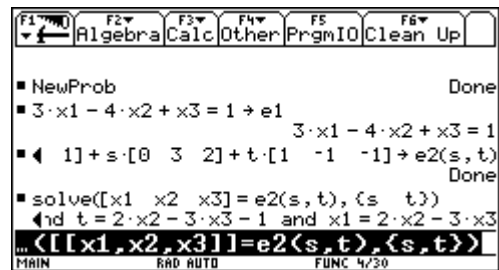 F1 F2 F3 F4 F5 F6
Algebra Calc Other PrgmIO Clean Up
▪ NewProb Done
▪ 3·x1 - 4·x2 + x3 = 1 → e1
3·x1 - 4·x2 + x3 = 1
▪ ◀ 1] + s·[0 3 2] + t·[1 -1 -1] → e2(s,t)
Done
▪ solve([x1 x2 x3] = e2(s,t), {s t})
◀nd t = 2·x2 - 3·x3 - 1 and x1 = 2·x2 - 3·x3
…<([[x1,x2,x3]]=e2(s,t),{s,t})
MAIN RAD AUTO FUNC 4/30